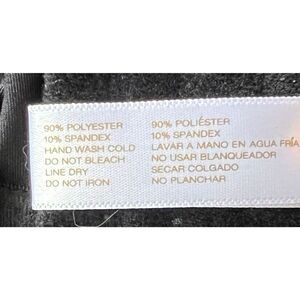 90% POLYESTER
10% SPANDEX
HAND WASH COLD
DO NOT BLEACH
LINE DRY
DO NOT IRON
90% POLIÉSTER
10% SPANDEX
LAVAR A MANO EN AGUA FRÍA
NO USAR BLANQUEADOR
SECAR COLGADO
NO PLANCHAR